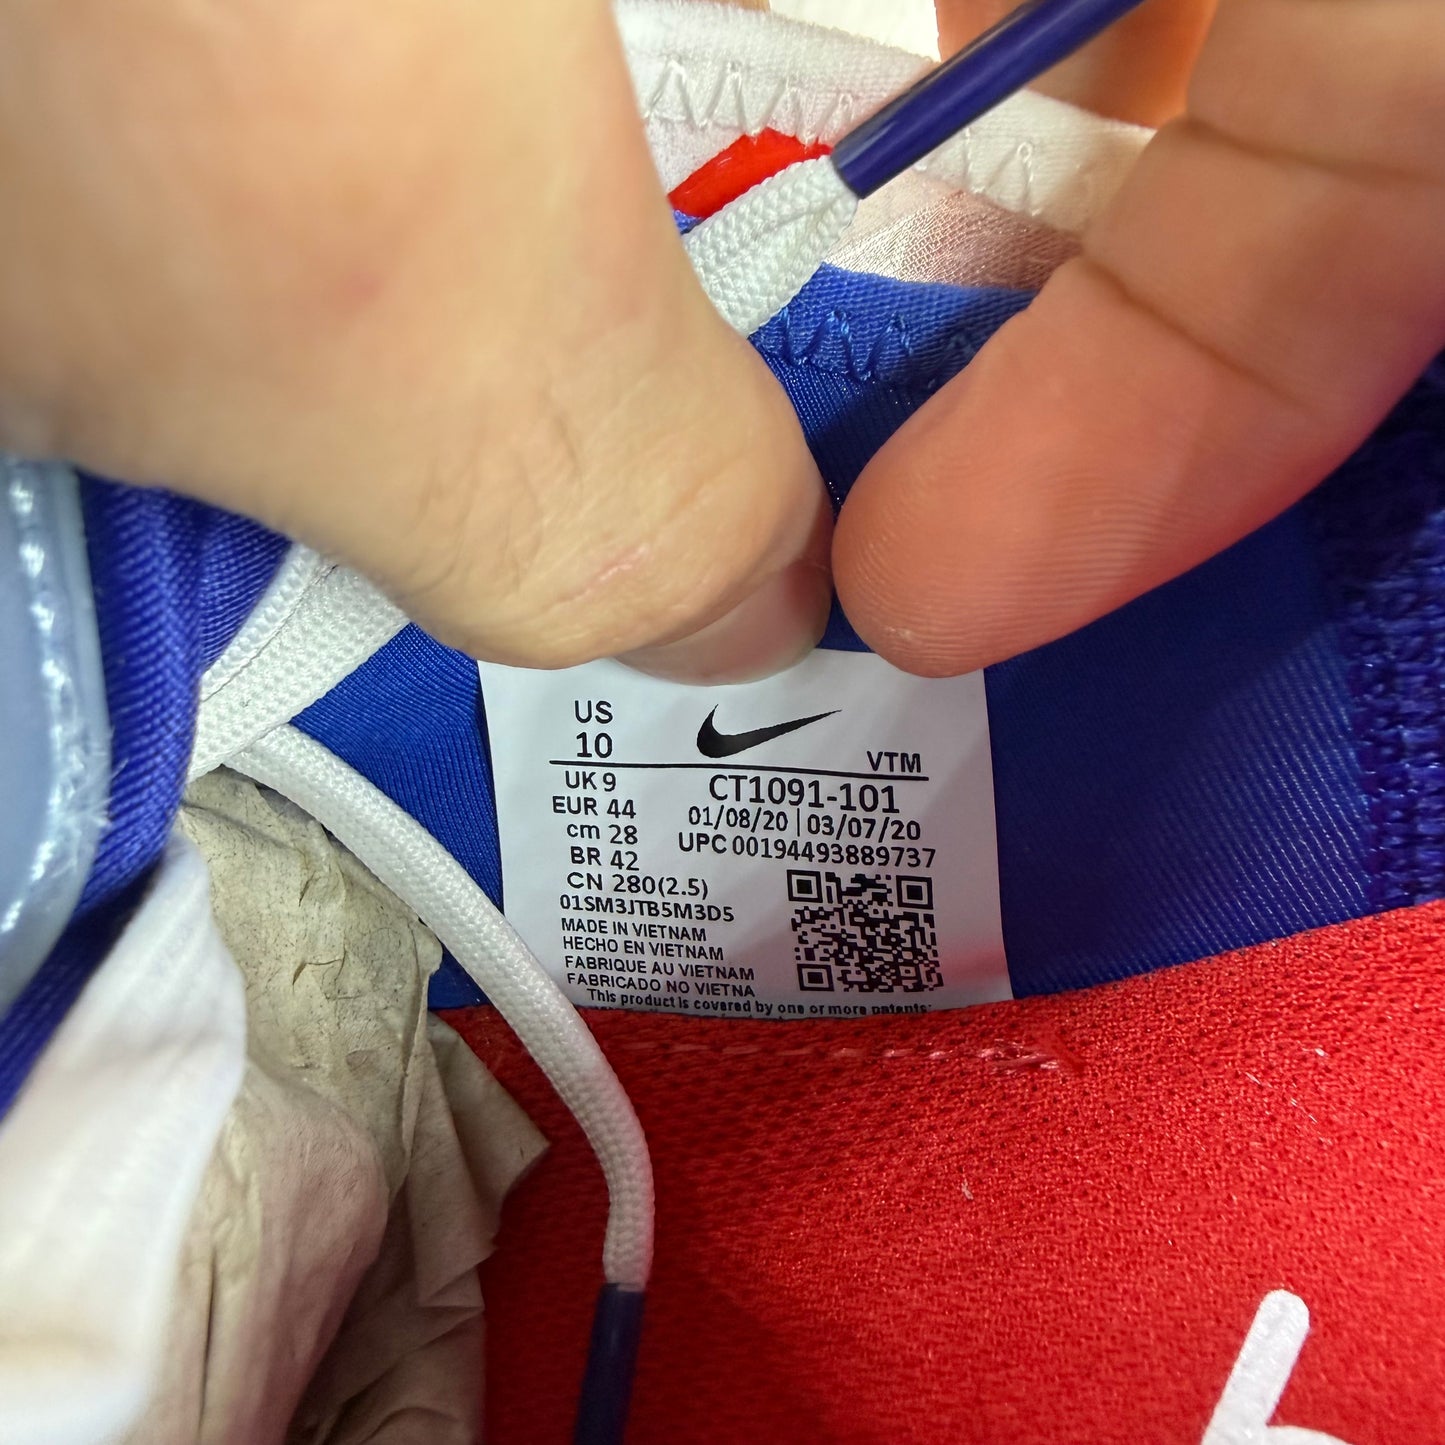 US
10
VTM
UK 9
EUR 44
cm 28
BR 42
CN 280(2.5)
01SM3JTB5M3D5
CT1091-101
01/08/20 | 03/07/20
UPC 00194493889737
MADE IN VIETNAM
HECHO EN VIETNAM
FABRIQUE AU VIETNAM
FABRICADO NO VIETNA
This product is covered by one or more patents: